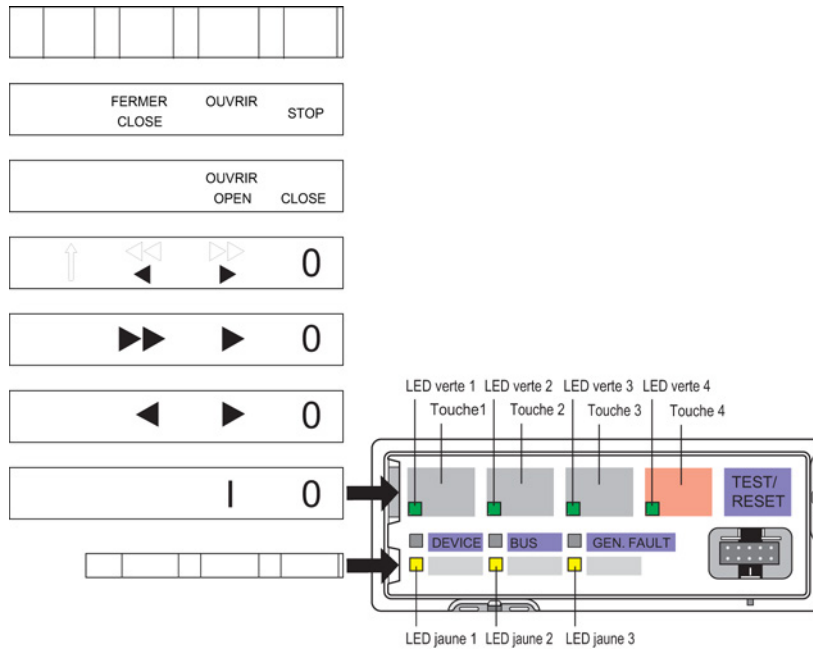 FERMER OUVRIR STOP
CLOSE
OUVRIR
OPEN CLOSE
0
0
0
I 0
LED verte 1 LED verte 2 LED verte 3 LED verte 4
Touche1 Touche 2 Touche 3 Touche 4
TEST/
RESET
DEVICE BUS GEN. FAULT
LED jaune 1 LED jaune 2 LED jaune 3